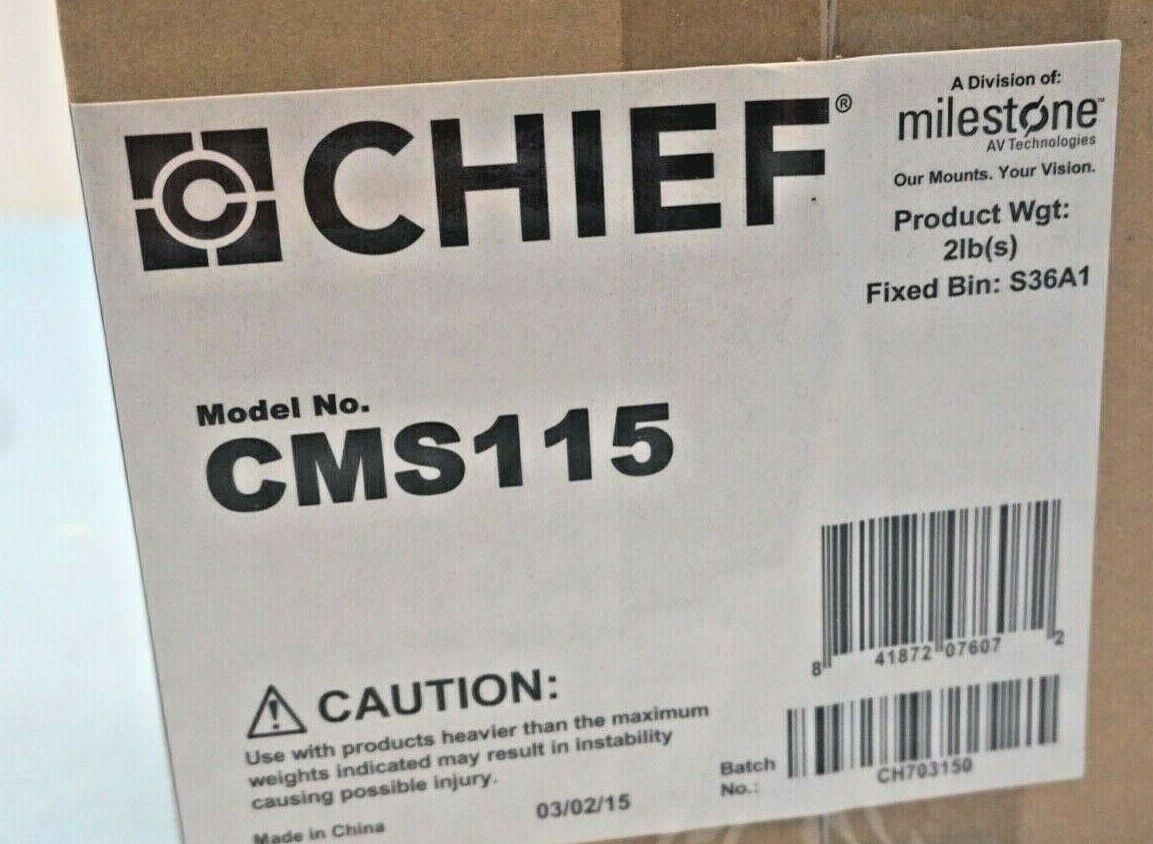 CHIEF®
A Division of:
milestone™
AV Technologies
Our Mounts. Your Vision.
Product Wgt:
2lb(s)
Fixed Bin: S36A1
Model No.
CMS115
8 41872 07607 2
CAUTION:
Use with products heavier than the maximum
weights indicated may result in instability
causing possible injury.
Batch
No.:
CH703150
03/02/15
Made in China